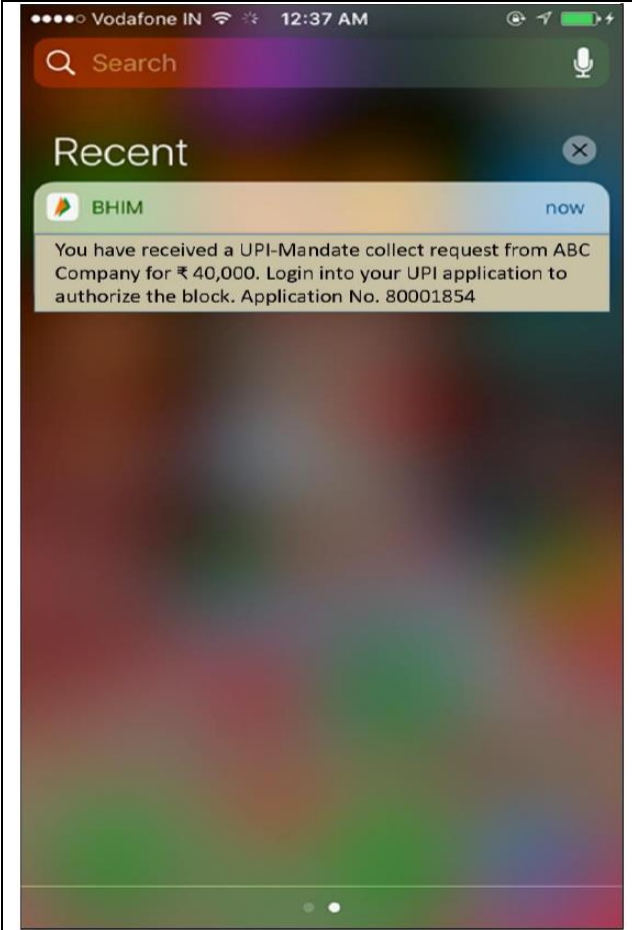 Vodafone IN 12:37 AM
Search
Recent
BHIM now
You have received a UPI-Mandate collect request from ABC
Company for ₹ 40,000. Login into your UPI application to
authorize the block. Application No. 80001854